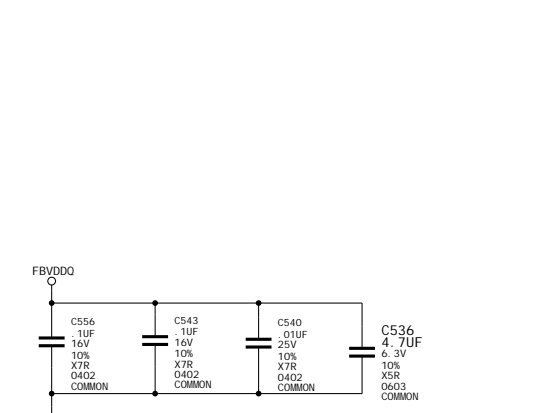 FBVDDQ
C556
.1UF
16V
10%
X7R
0402
COMMON
C543
.1UF
16V
10%
X7R
0402
COMMON
C540
.01UF
25V
10%
X7R
0402
COMMON
C536
4.7UF
6.3V
10%
X5R
0603
COMMON